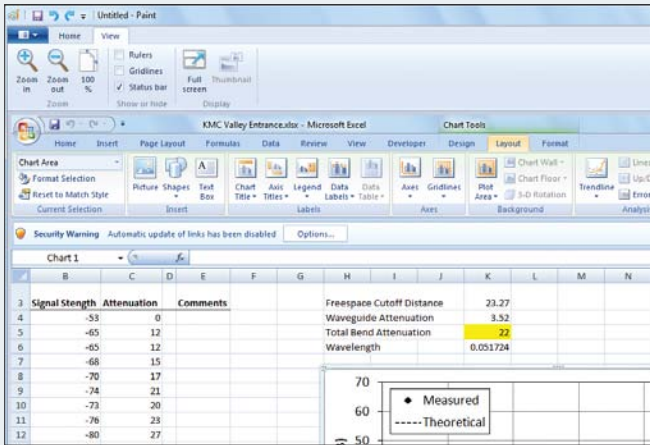 Untitled - Paint
Home View
Zoom in
Zoom out
100 %
Rulers
Gridlines
Status bar
Full screen
Thumbnail
Zoom Show or hide Display
KMC Valley Entrance.xlsx - Microsoft Excel Chart Tools
Home Insert Page Layout Formulas Data Review View Developer Design Layout Format
Chart Area
Format Selection
Reset to Match Style
Current Selection
Picture Shapes Text Box
Insert
Chart Title Axis Titles Legend Data Labels Data Table
Labels
Axes Gridlines
Axes
Plot Area
Chart Wall
Chart Floor
3-D Rotation
Background
Trendline
Lines
Up/D
Error
Analysis
Security Warning Automatic update of links has been disabled Options...
Chart 1 fx
B C D E F G H I J K L M N
3 Signal Stength Attenuation Comments Freespace Cutoff Distance 23.27
4 -53 0 Waveguide Attenuation 3.52
5 -65 12 Total Bend Attenuation 22
6 -65 12 Wavelength 0.051724
7 -68 15
8 -70 17
9 -74 21
10 -73 20
11 -76 23
12 -80 27
70
60
50
Measured
Theoretical